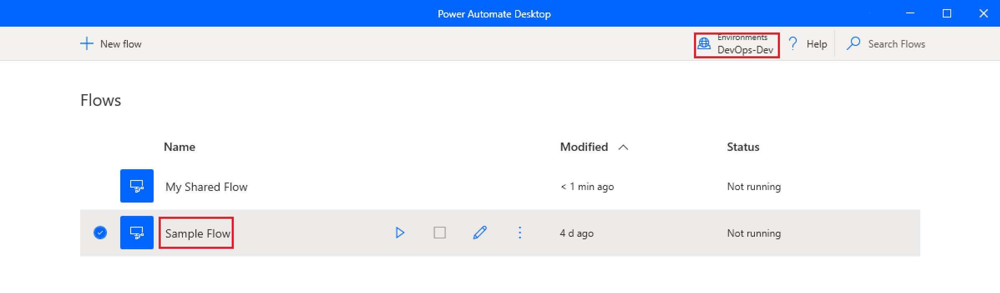 Power Automate Desktop
New flow
Environments
DevOps-Dev
Help
Search Flows
Flows
Name Modified Status
My Shared Flow < 1 min ago Not running
Sample Flow 4 d ago Not running